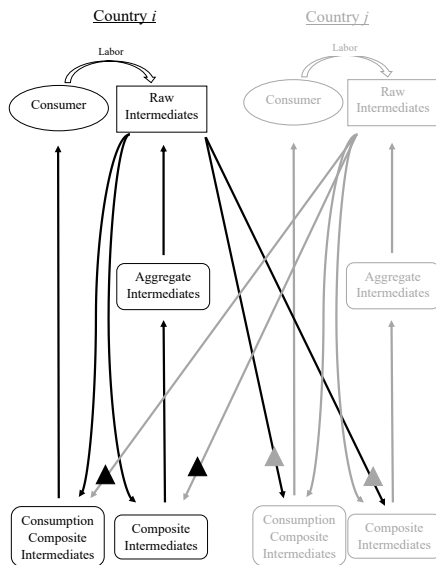 Country i
Country j
Labor
Labor
Consumer
Raw
Intermediates
Consumer
Raw
Intermediates
Aggregate
Intermediates
Aggregate
Intermediates
Consumption
Composite
Intermediates
Composite
Intermediates
Consumption
Composite
Intermediates
Composite
Intermediates